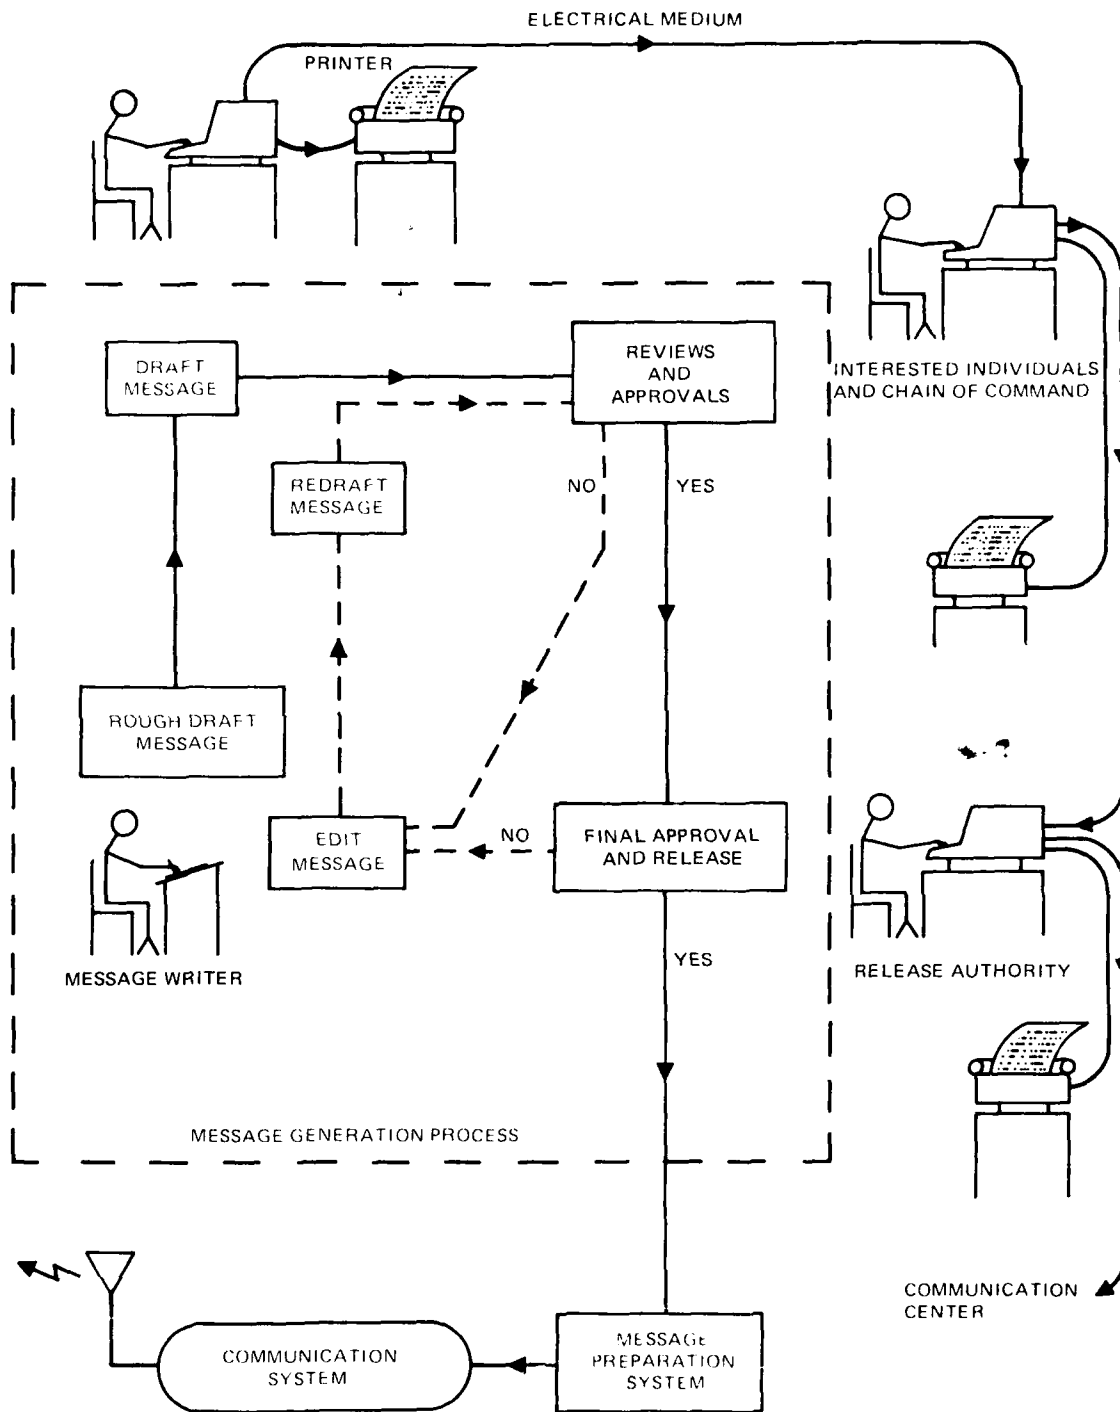 ELECTRICAL MEDIUM
PRINTER
DRAFT
MESSAGE
REVIEWS
AND
APPROVALS
INTERESTED INDIVIDUALS
AND CHAIN OF COMMAND
REDRAFT
MESSAGE
NO
YES
ROUGH DRAFT
MESSAGE
EDIT
MESSAGE
NO
FINAL APPROVAL
AND RELEASE
MESSAGE WRITER
YES
RELEASE AUTHORITY
MESSAGE GENERATION PROCESS
COMMUNICATION
CENTER
COMMUNICATION
SYSTEM
MESSAGE
PREPARATION
SYSTEM